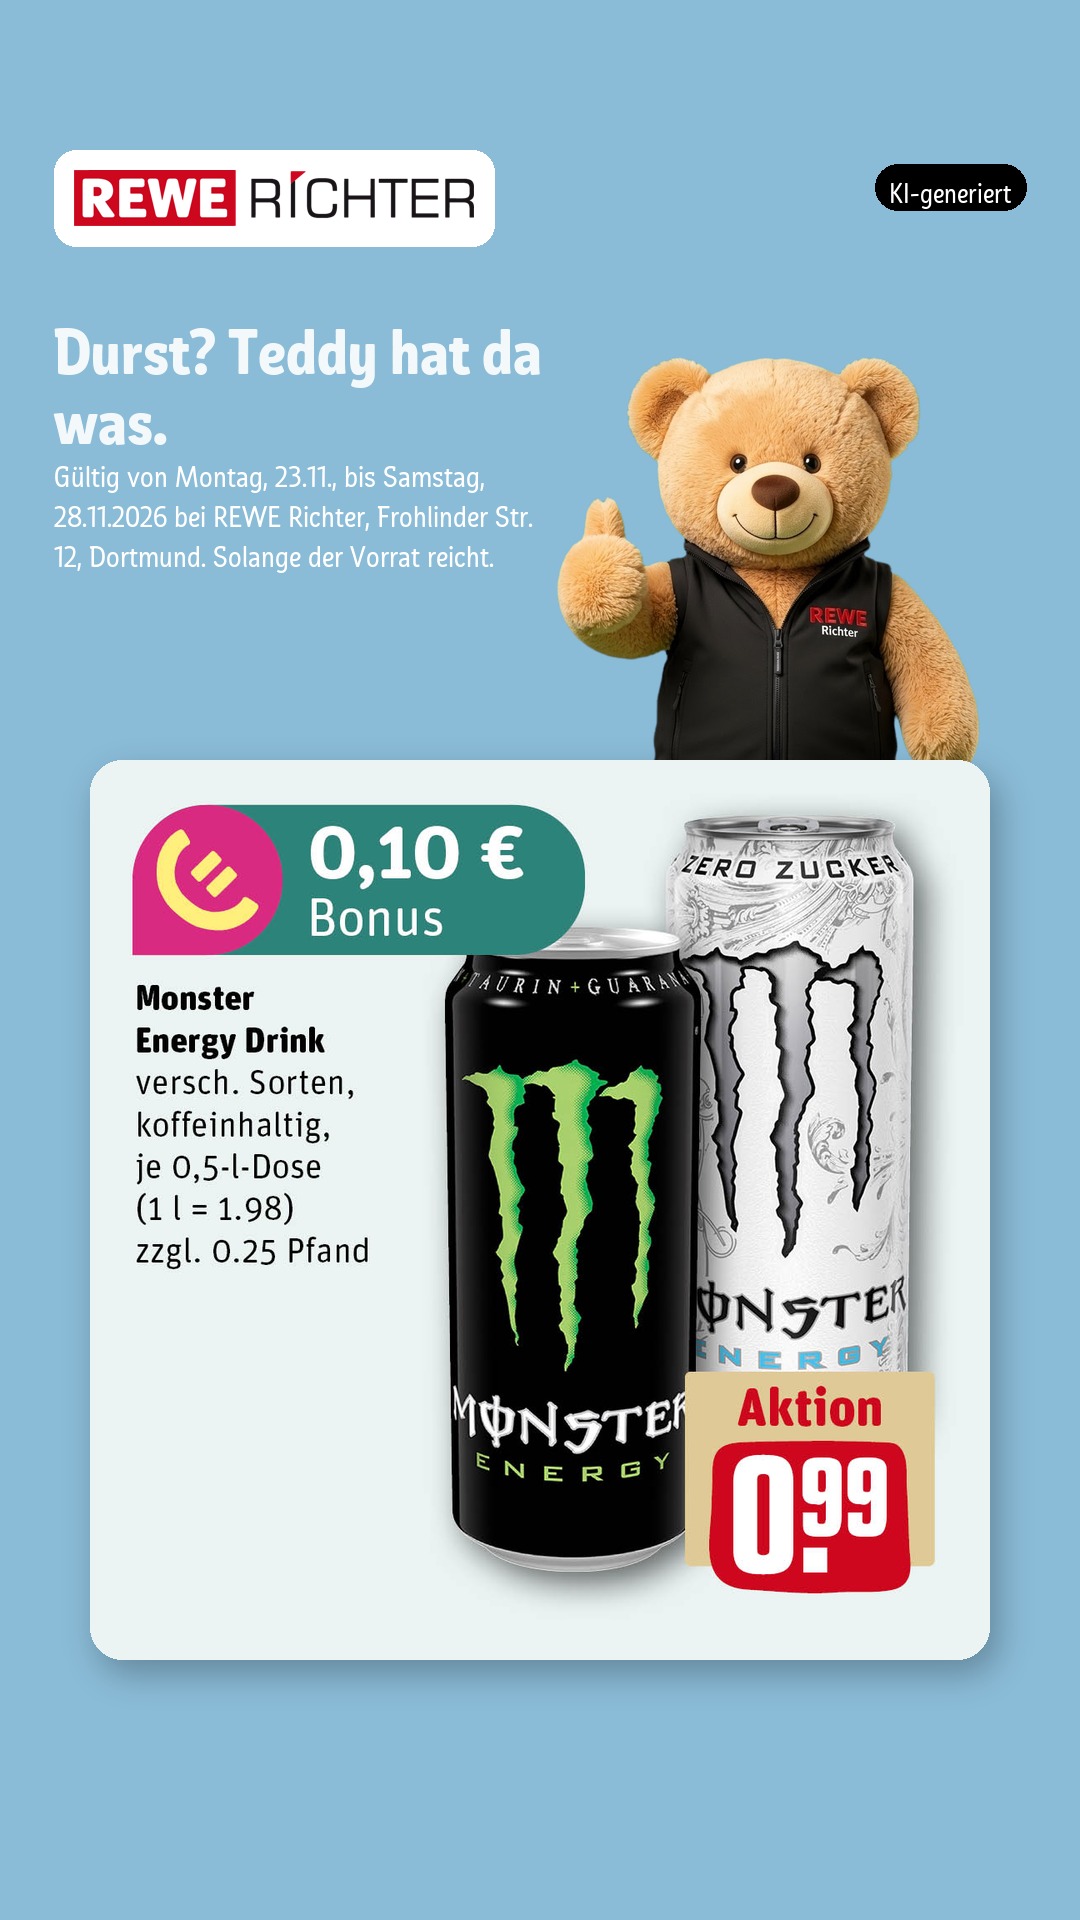 REWE RICHTER
KI-generiert
Durst? Teddy hat da
was.
Gültig von Montag, 23.11., bis Samstag,
28.11.2026 bei REWE Richter, Frohlinder Str.
12, Dortmund. Solange der Vorrat reicht.
REWE
Richter
0,10 €
Bonus
Monster
Energy Drink
versch. Sorten,
koffeinhaltig,
je 0,5-l-Dose
(1 l = 1.98)
zzgl. 0.25 Pfand
ZERO ZUCKER
TAURIN + GUARANA
MONSTER
ENERGY
ONSTER
ENERGY
Aktion
0.99